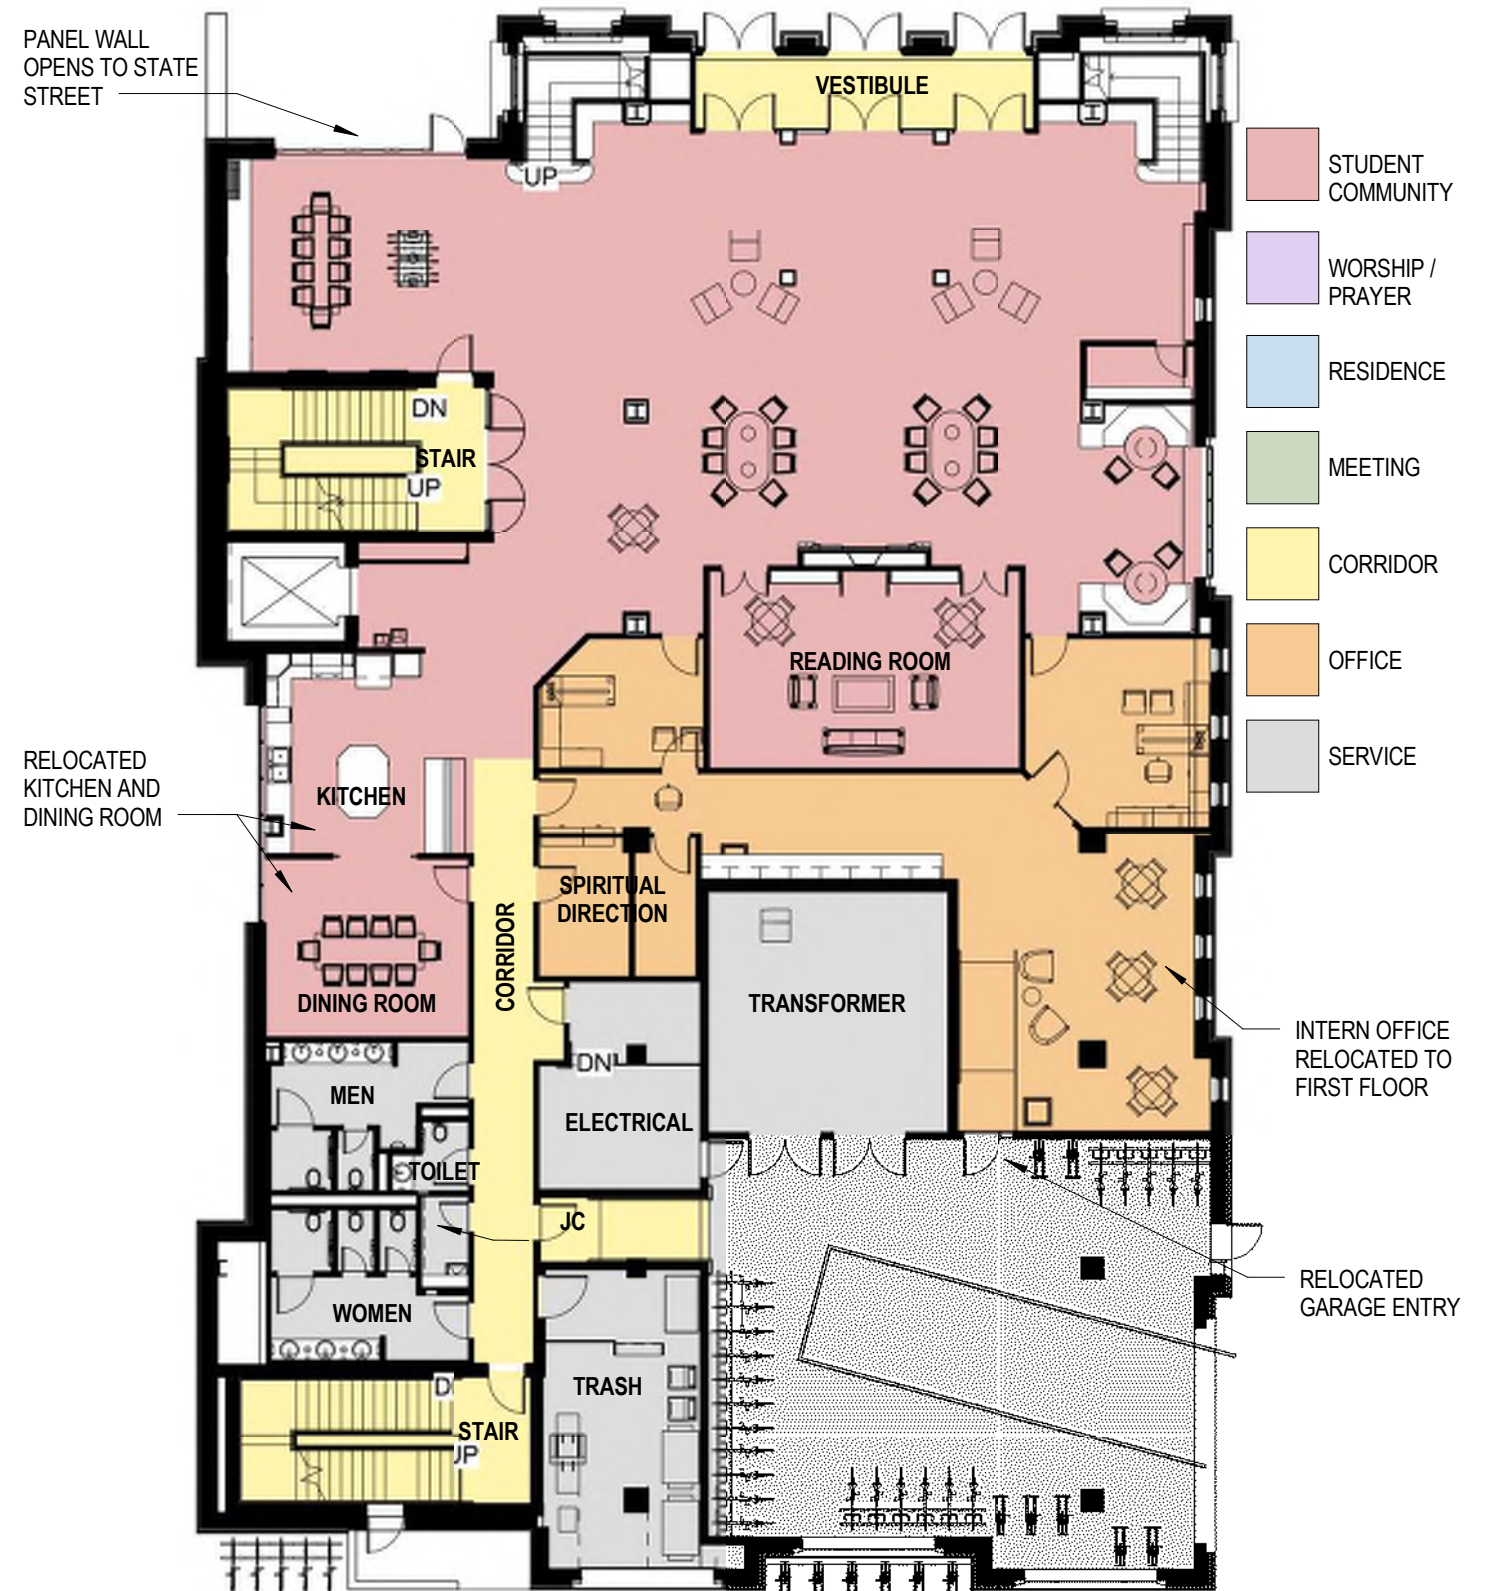 PANEL WALL
OPENS TO STATE
STREET
VESTIBULE
UP
STUDENT
COMMUNITY
WORSHIP /
PRAYER
RESIDENCE
MEETING
CORRIDOR
OFFICE
SERVICE
DN
STAIR
UP
READING ROOM
RELOCATED
KITCHEN AND
DINING ROOM
KITCHEN
SPIRITUAL
DIRECTION
CORRIDOR
DINING ROOM
TRANSFORMER
INTERN OFFICE
RELOCATED TO
FIRST FLOOR
DN
MEN
ELECTRICAL
TOILET
JC
RELOCATED
GARAGE ENTRY
WOMEN
TRASH
D
STAIR
UP